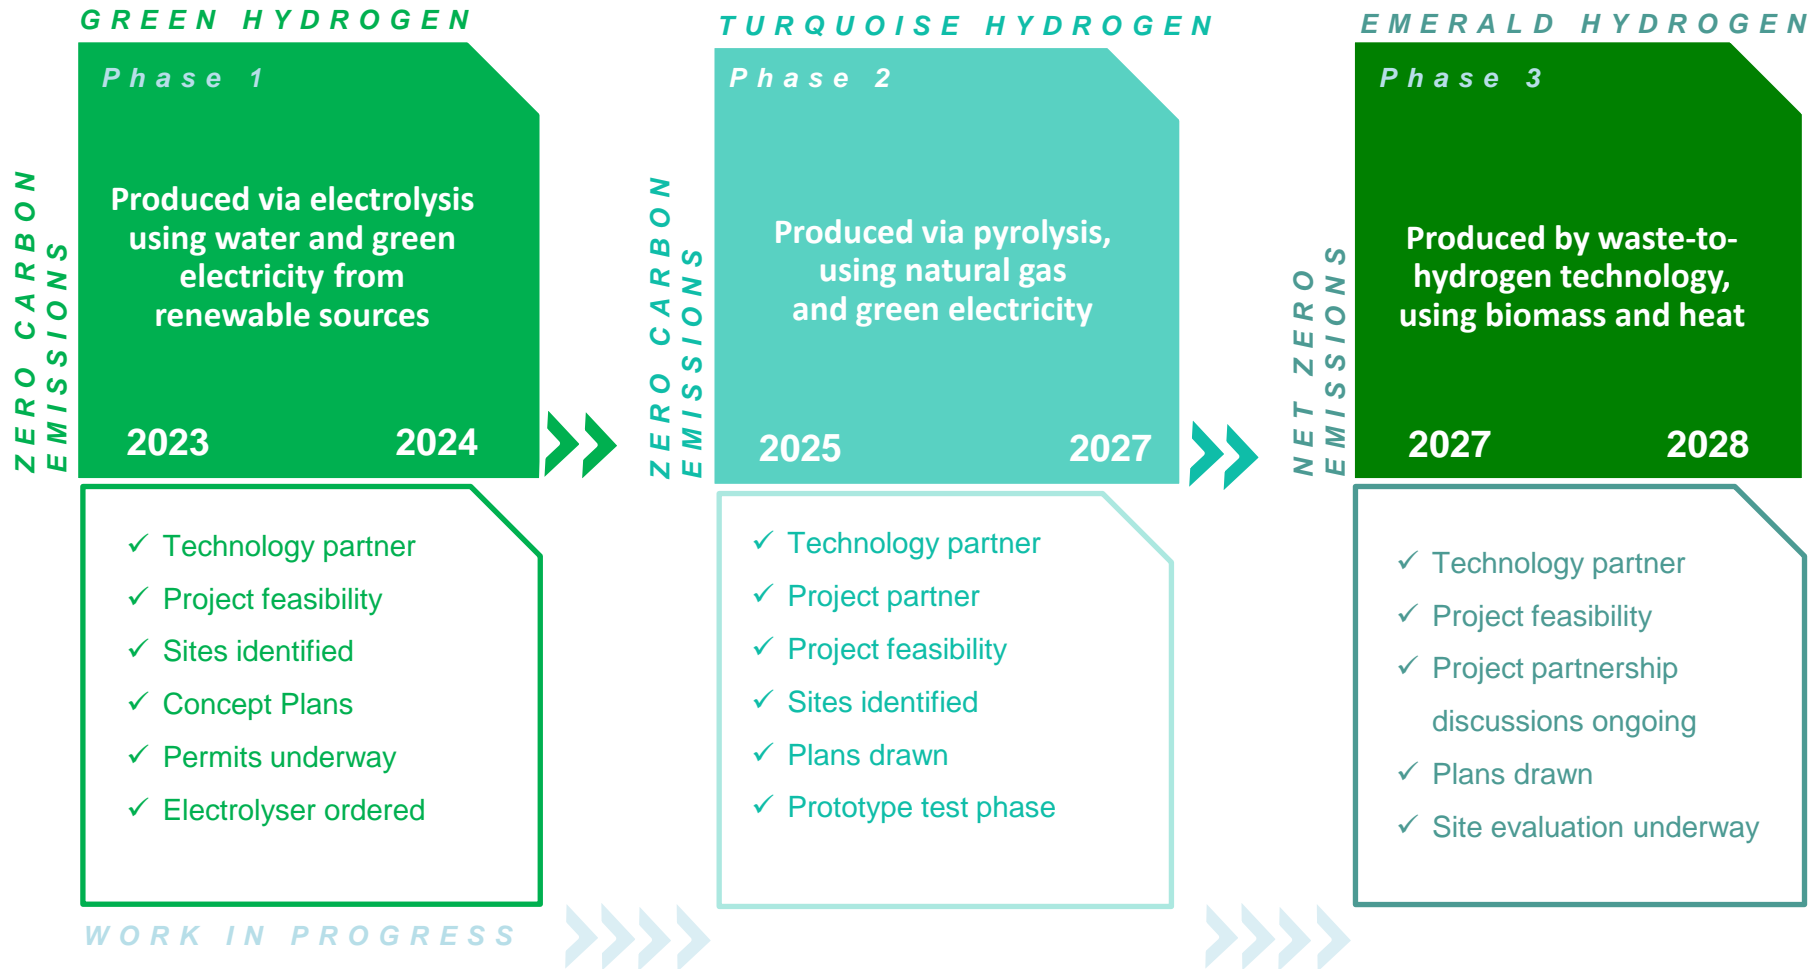 GREEN HYDROGEN
Phase 1
ZERO CARBON
EMISSIONS
Produced via electrolysis
using water and green
electricity from
renewable sources
2023 2024
✓ Technology partner
✓ Project feasibility
✓ Sites identified
✓ Concept Plans
✓ Permits underway
✓ Electrolyser ordered
WORK IN PROGRESS
TURQUOISE HYDROGEN
Phase 2
ZERO CARBON
EMISSIONS
Produced via pyrolysis,
using natural gas
and green electricity
2025 2027
✓ Technology partner
✓ Project partner
✓ Project feasibility
✓ Sites identified
✓ Plans drawn
✓ Prototype test phase
EMERALD HYDROGEN
Phase 3
NET ZERO
EMISSIONS
Produced by waste-to-
hydrogen technology,
using biomass and heat
2027 2028
✓ Technology partner
✓ Project feasibility
✓ Project partnership
discussions ongoing
✓ Plans drawn
✓ Site evaluation underway